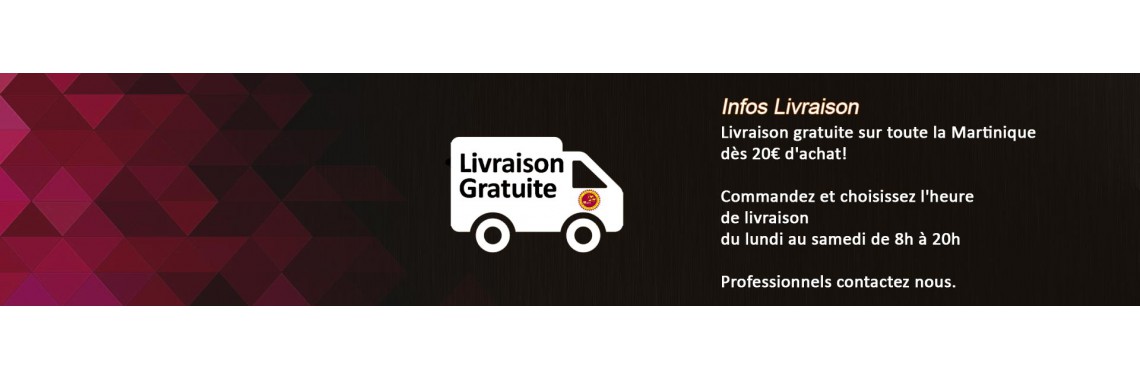 Livraison
Gratuite
Infos Livraison
Livraison gratuite sur toute la Martinique
dès 20€ d'achat!
Commandez et choisissez l'heure
de livraison
du lundi au samedi de 8h à 20h
Professionnels contactez nous.